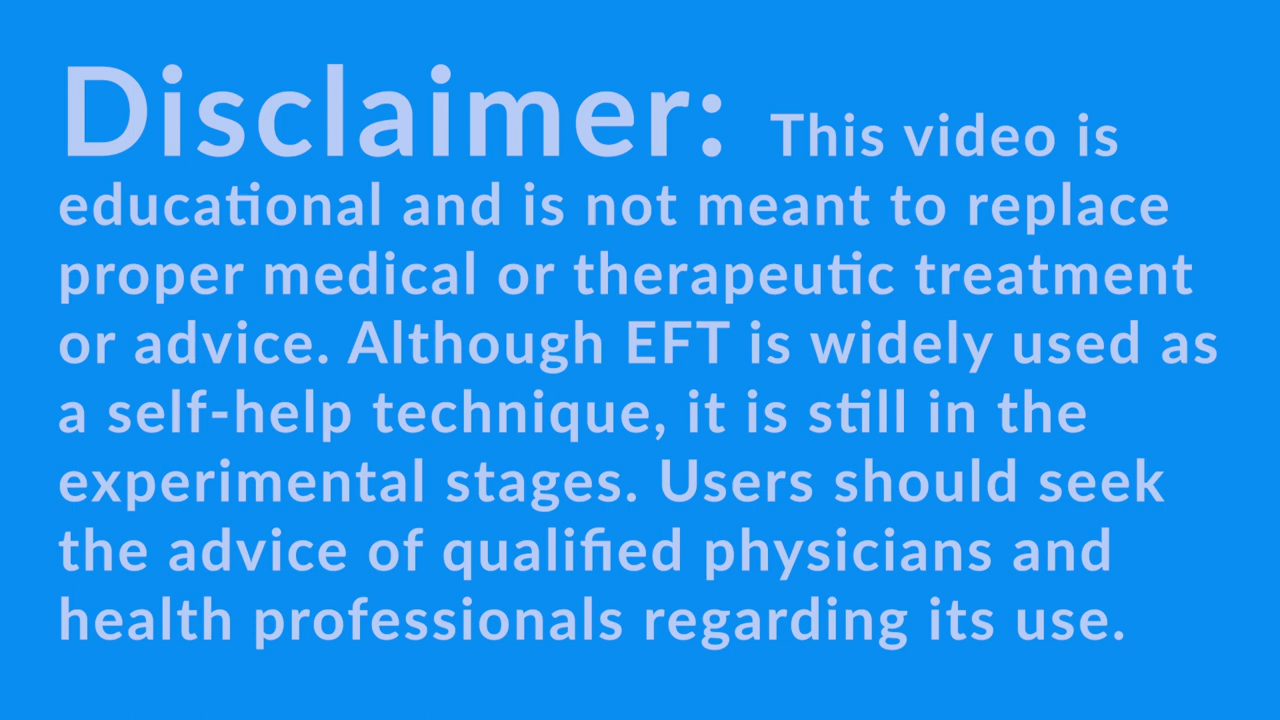 Disclaimer: This video is
educational and is not meant to replace
proper medical or therapeutic treatment
or advice. Although EFT is widely used as
a self-help technique, it is still in the
experimental stages. Users should seek
the advice of qualified physicians and
health professionals regarding its use.